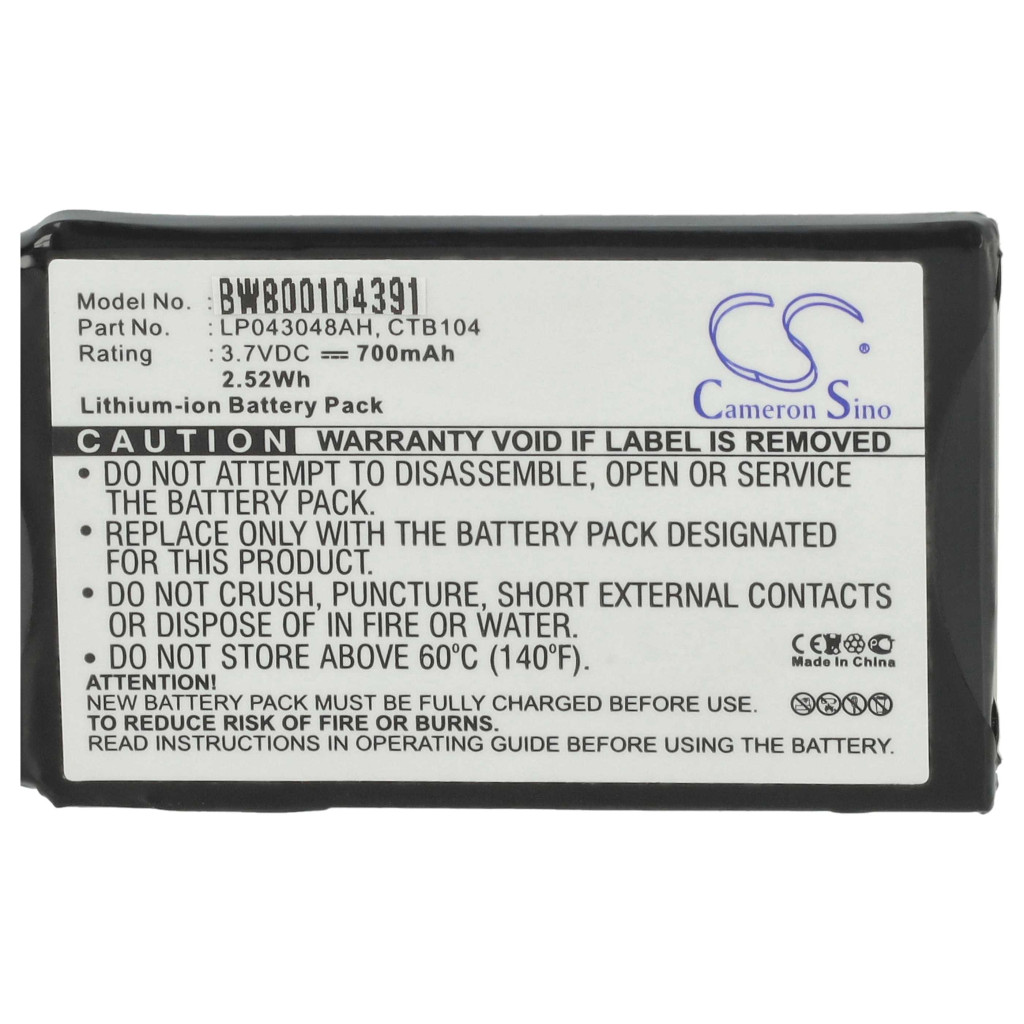 Model No. : BW800104391
Part No. : LP043048AH, CTB104
Rating : 3.7VDC 700mAh
2.52Wh
Lithium-ion Battery Pack
CS ®
Cameron Sino
CAUTION WARRANTY VOID IF LABEL IS REMOVED
• DO NOT ATTEMPT TO DISASSEMBLE, OPEN OR SERVICE
THE BATTERY PACK.
• REPLACE ONLY WITH THE BATTERY PACK DESIGNATED
FOR THIS PRODUCT.
• DO NOT CRUSH, PUNCTURE, SHORT EXTERNAL CONTACTS
OR DISPOSE OF IN FIRE OR WATER.
• DO NOT STORE ABOVE 60ºC (140ºF).
CE
Made In China
ATTENTION!
NEW BATTERY PACK MUST BE FULLY CHARGED BEFORE USE.
TO REDUCE RISK OF FIRE OR BURNS.
READ INSTRUCTIONS IN OPERATING GUIDE BEFORE USING THE BATTERY.